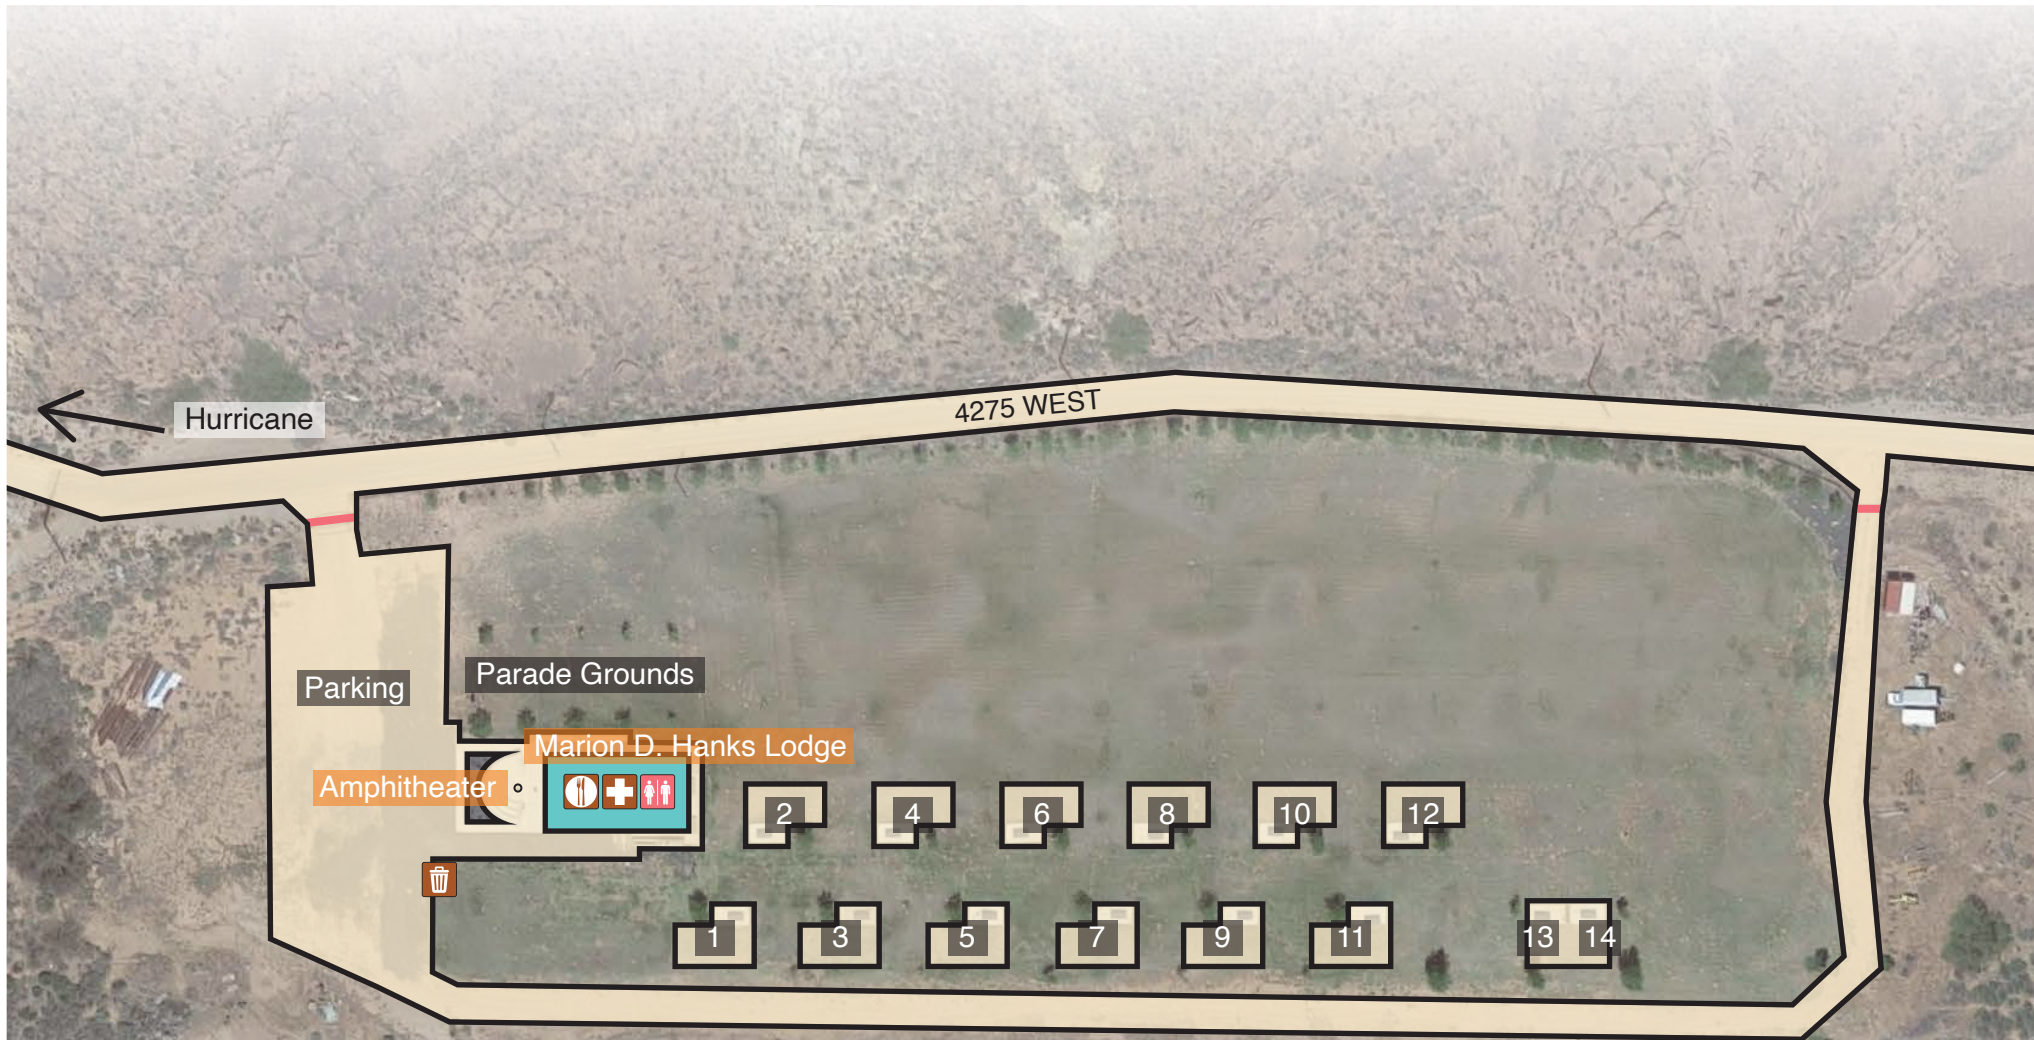 4275 WEST
Hurricane
Parade Grounds
Parking
Marion D. Hanks Lodge
Amphitheater
2
4
6
8
10
12
1
3
5
7
9
11
13
14